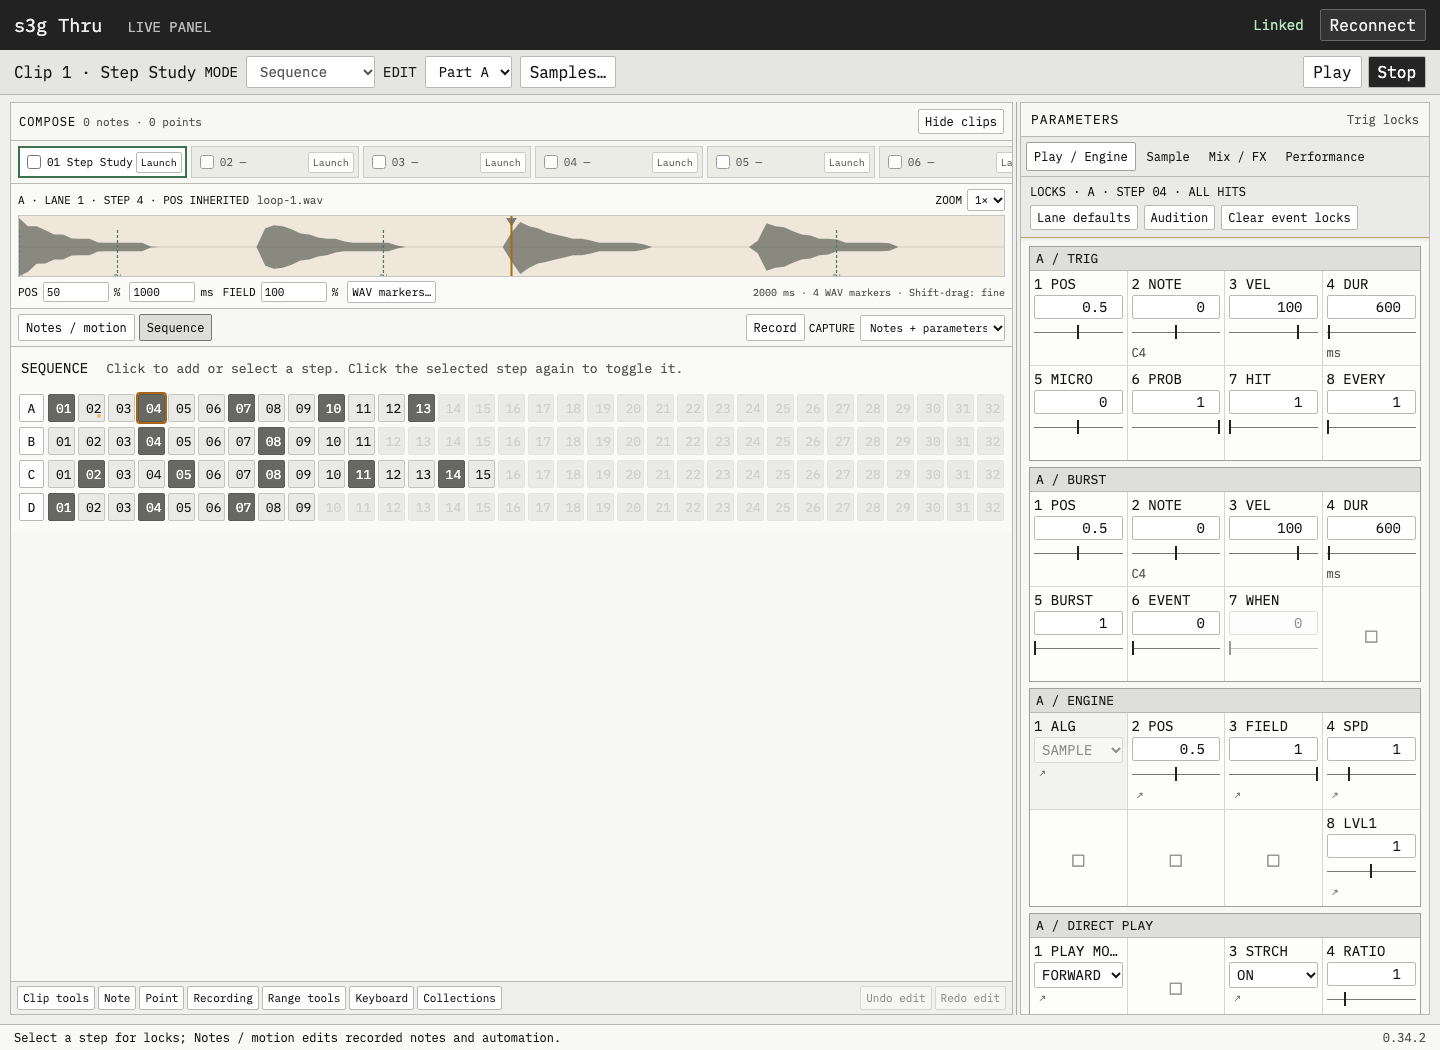 s3g Thru LIVE PANEL Linked Reconnect
Clip 1 · Step Study MODE Sequence EDIT Part A Samples… Play Stop
COMPOSE 0 notes · 0 points Hide clips
01 Step Study Launch 02 — Launch 03 — Launch 04 — Launch 05 — Launch 06 — La
A · LANE 1 · STEP 4 · POS INHERITED loop-1.wav ZOOM 1×
POS 50 % 1000 ms FIELD 100 % WAV markers… 2000 ms · 4 WAV markers · Shift-drag: fine
Notes / motion Sequence Record CAPTURE Notes + parameters
SEQUENCE Click to add or select a step. Click the selected step again to toggle it.
A 01 02 03 04 05 06 07 08 09 10 11 12 13 14 15 16 17 18 19 20 21 22 23 24 25 26 27 28 29 30 31 32
B 01 02 03 04 05 06 07 08 09 10 11 12 13 14 15 16 17 18 19 20 21 22 23 24 25 26 27 28 29 30 31 32
C 01 02 03 04 05 06 07 08 09 10 11 12 13 14 15 16 17 18 19 20 21 22 23 24 25 26 27 28 29 30 31 32
D 01 02 03 04 05 06 07 08 09 10 11 12 13 14 15 16 17 18 19 20 21 22 23 24 25 26 27 28 29 30 31 32
Clip tools Note Point Recording Range tools Keyboard Collections Undo edit Redo edit
PARAMETERS Trig locks
Play / Engine Sample Mix / FX Performance
LOCKS · A · STEP 04 · ALL HITS
Lane defaults Audition Clear event locks
A / TRIG
1 POS 2 NOTE 3 VEL 4 DUR
0.5 0 100 600
C4 ms
5 MICRO 6 PROB 7 HIT 8 EVERY
0 1 1 1
A / BURST
1 POS 2 NOTE 3 VEL 4 DUR
0.5 0 100 600
C4 ms
5 BURST 6 EVENT 7 WHEN
1 0 0
A / ENGINE
1 ALG 2 POS 3 FIELD 4 SPD
SAMPLE 0.5 1 1
↗
↗ ↗ ↗
8 LVL1
1
↗
A / DIRECT PLAY
1 PLAY MO… 3 STRCH 4 RATIO
FORWARD ON 1
↗ ↗
Select a step for locks; Notes / motion edits recorded notes and automation. 0.34.2